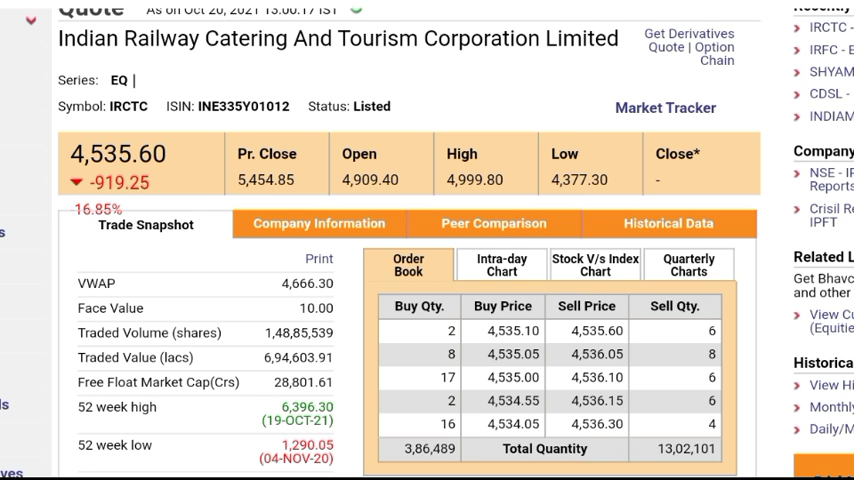 Quote As on Oct 20, 2021 13:00:17 IST
Indian Railway Catering And Tourism Corporation Limited
Get Derivatives
Quote | Option
Chain
Series: EQ |
Symbol: IRCTC ISIN: INE335Y01012 Status: Listed
Market Tracker
4,535.60 Pr. Close Open High Low Close*
-919.25 5,454.85 4,909.40 4,999.80 4,377.30 -
-16.85%
Trade Snapshot Company Information Peer Comparison Historical Data
Print
VWAP 4,666.30
Face Value 10.00
Traded Volume (shares) 1,48,85,539
Traded Value (lacs) 6,94,603.91
Free Float Market Cap(Crs) 28,801.61
52 week high 6,396.30
(19-OCT-21)
52 week low 1,290.05
(04-NOV-20)
Order
Book
Intra-day
Chart
Stock V/s Index
Chart
Quarterly
Charts
Buy Qty. Buy Price Sell Price Sell Qty.
2 4,535.10 4,535.60 6
8 4,535.05 4,536.05 8
17 4,535.00 4,536.10 6
2 4,534.55 4,536.15 6
16 4,534.05 4,536.30 4
3,86,489 Total Quantity 13,02,101
Recently
IRCTC -
IRFC - E
SHYAM
CDSL -
INDIAM
Company
NSE - IP
Reports
Crisil Re
IPFT
Related L
Get Bhavc
and other
View Cu
(Equitie
Historica
View Hi
Monthly
Daily/M
s
ls
ves